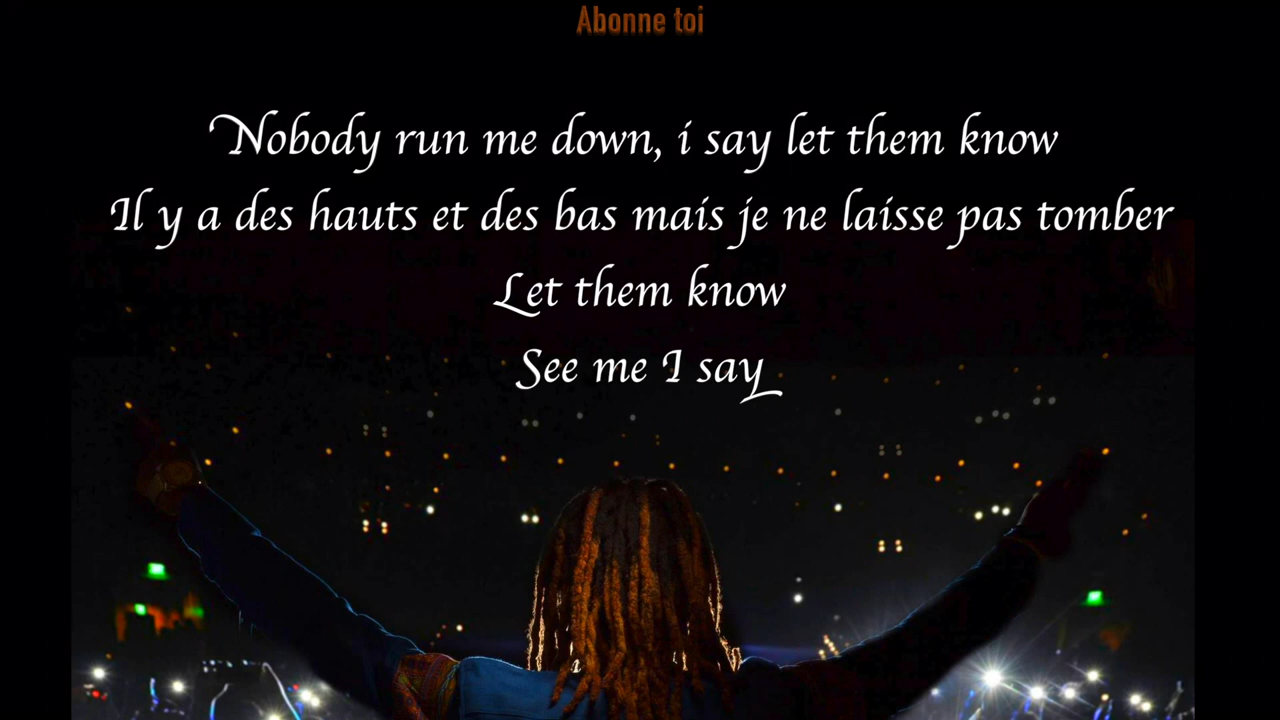 Abonne toi
Nobody run me down, i say let them know
Il y a des hauts et des bas mais je ne laisse pas tomber
Let them know
See me I say